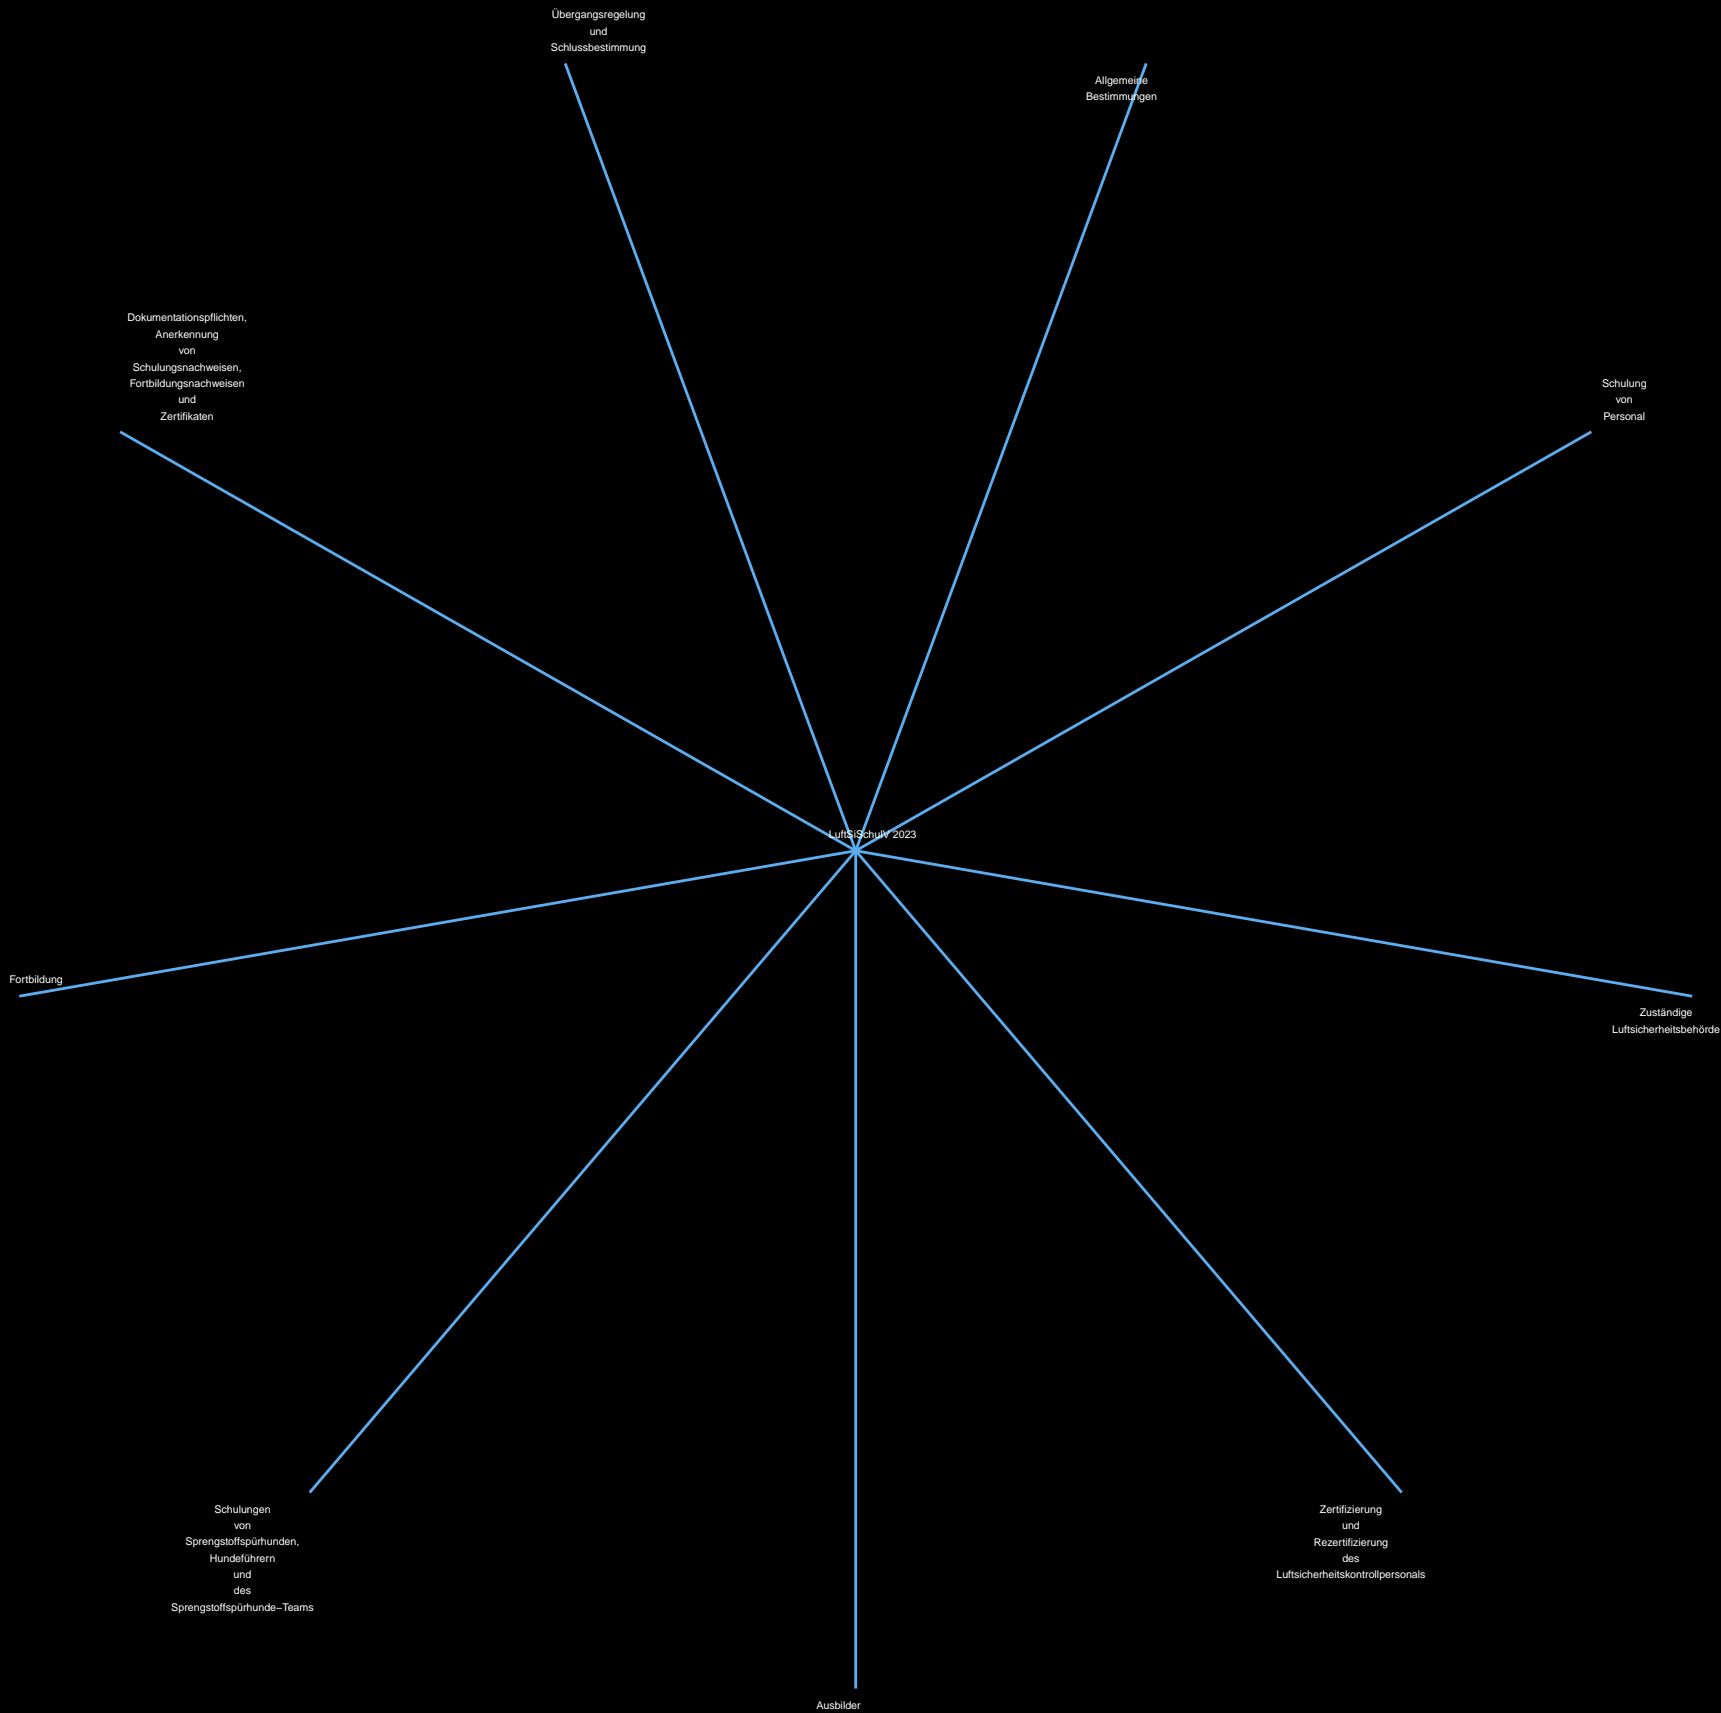 Übergangsregelung
und
Schlussbestimmung
Allgemeine
Bestimmungen
Dokumentationspflichten,
Anerkennung
von
Schulungsnachweisen,
Fortbildungsnachweisen
und
Zertifikaten
Schulung
von
Personal
LuftSiSchulV 2023
Fortbildung
Zuständige
Luftsicherheitsbehörde
Schulungen
von
Sprengstoffspürhunden,
Hundeführern
und
des
Sprengstoffspürhunde−Teams
Zertifizierung
und
Rezertifizierung
des
Luftsicherheitskontrollpersonals
Ausbilder